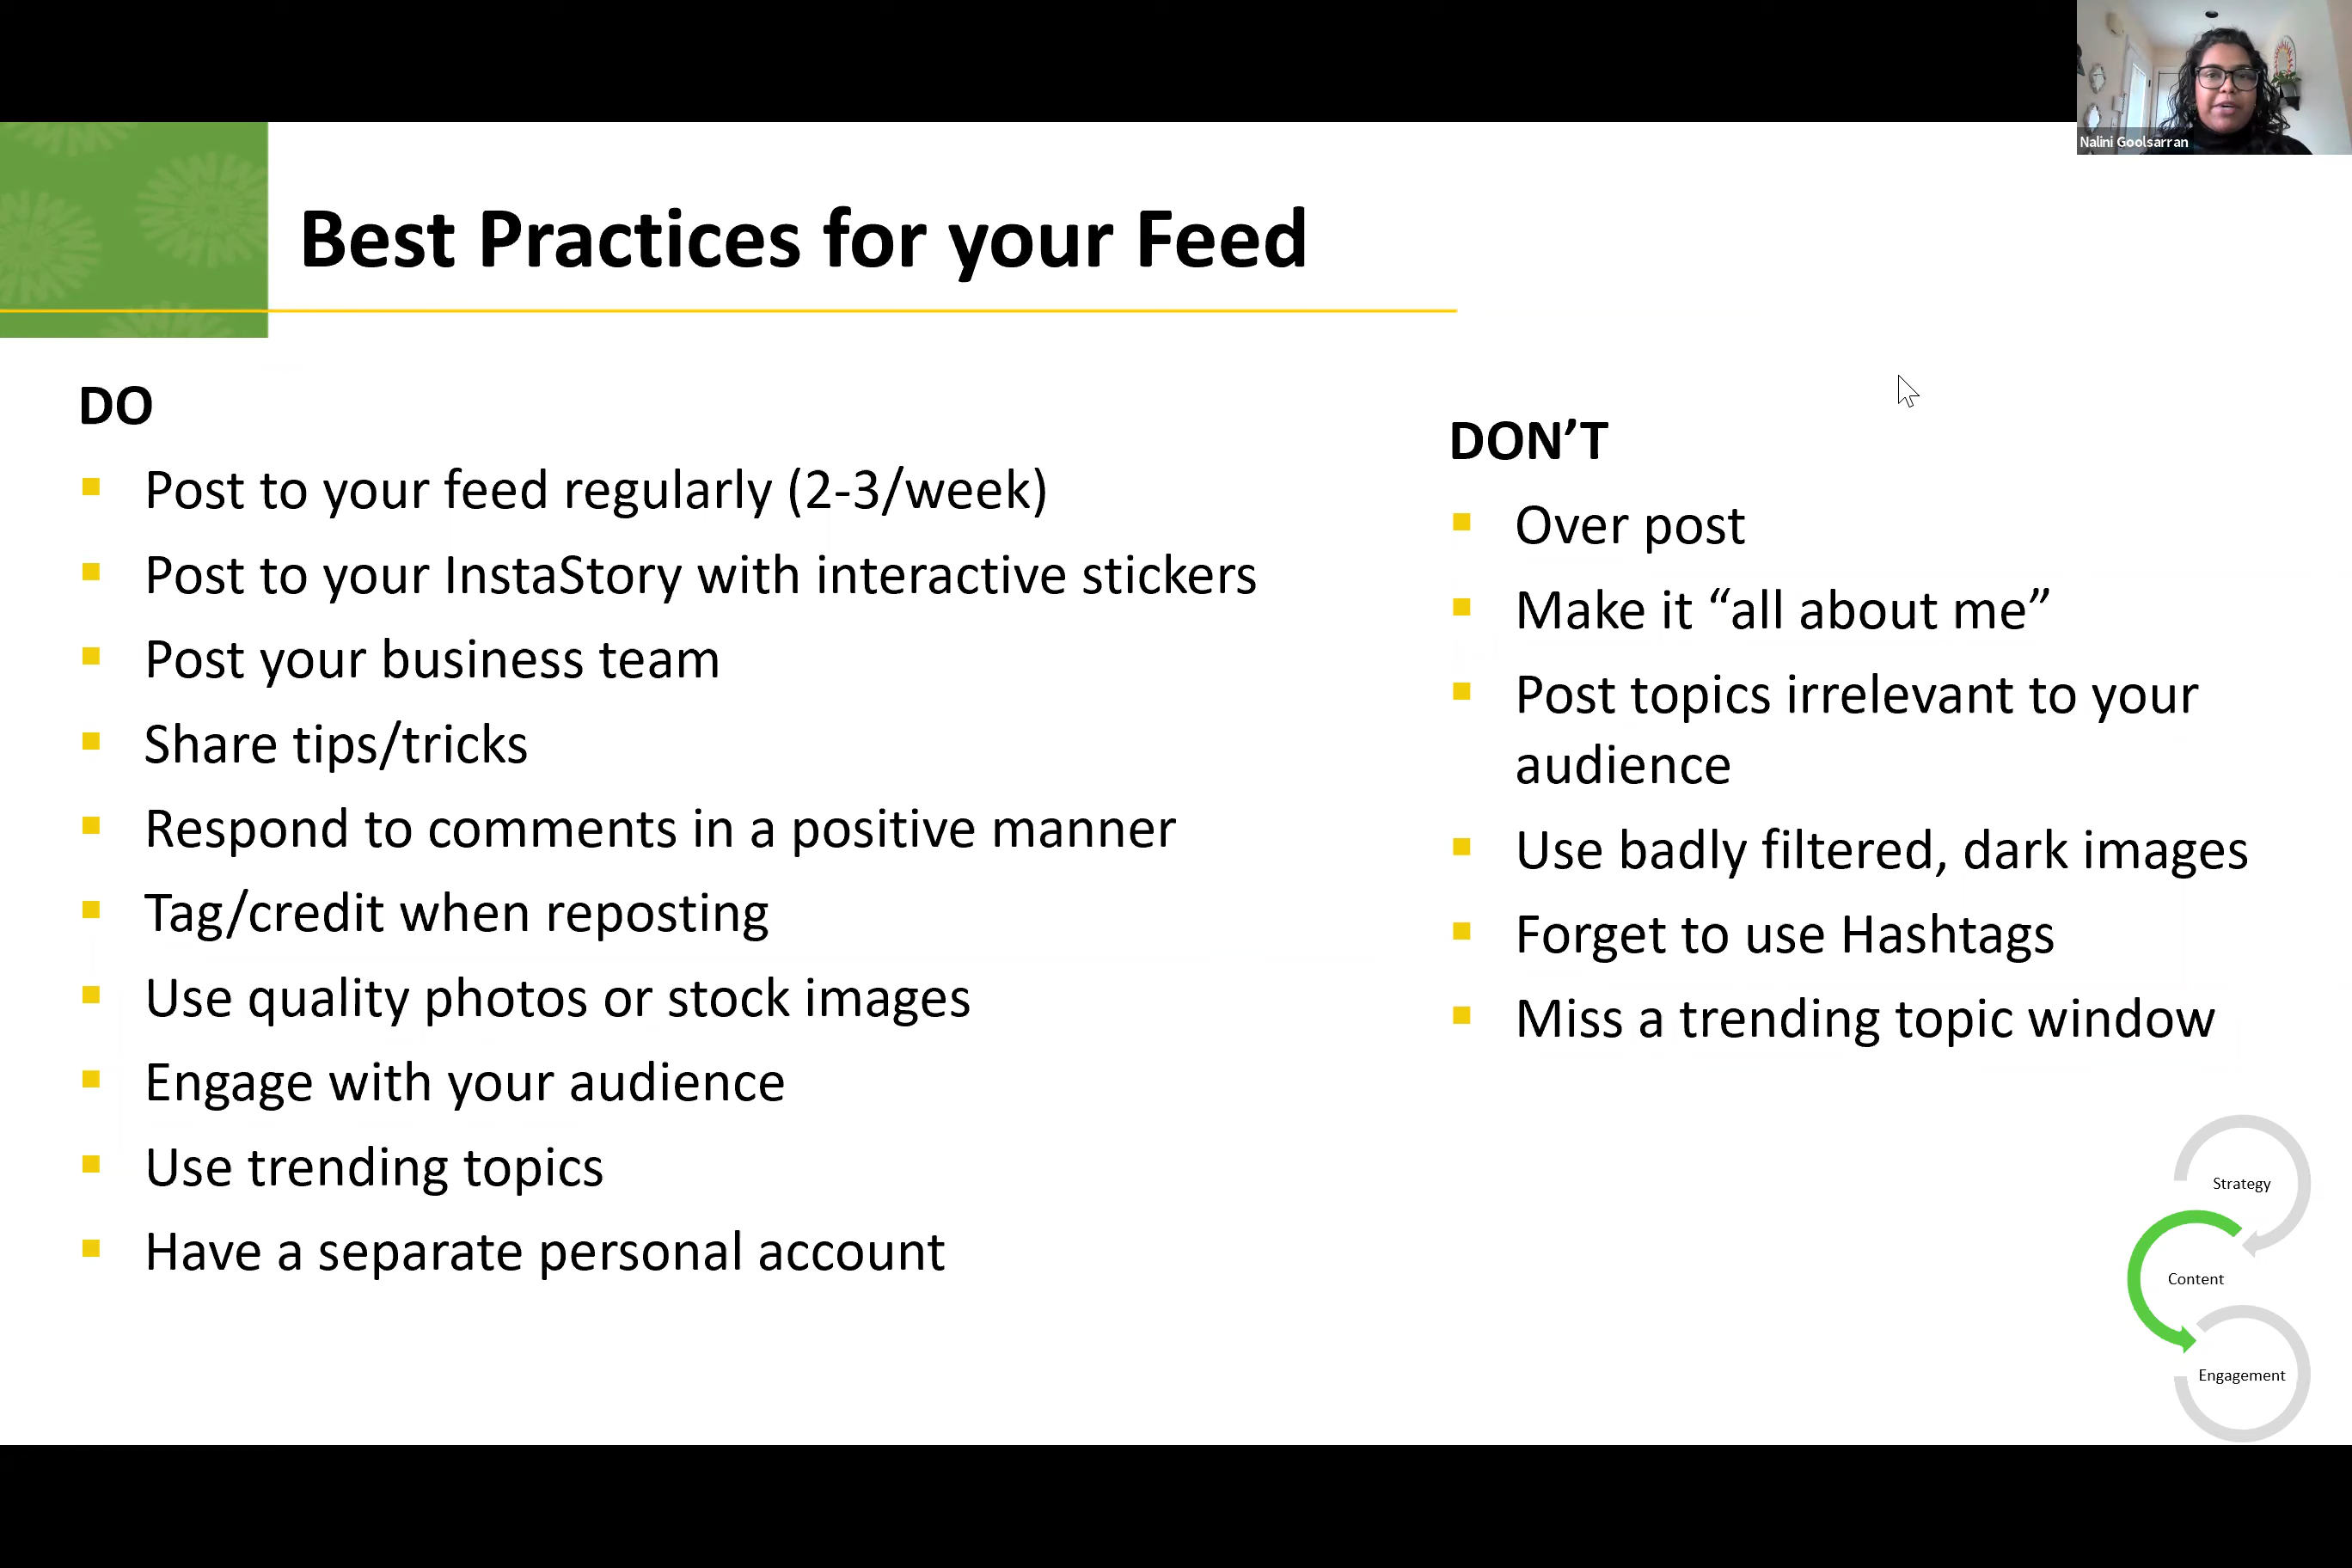 Nalini Goolsarran
Best Practices for your Feed
DO
Post to your feed regularly (2-3/week)
Post to your InstaStory with interactive stickers
Post your business team
Share tips/tricks
Respond to comments in a positive manner
Tag/credit when reposting
Use quality photos or stock images
Engage with your audience
Use trending topics
Have a separate personal account
DON’T
Over post
Make it “all about me”
Post topics irrelevant to your
audience
Use badly filtered, dark images
Forget to use Hashtags
Miss a trending topic window
Strategy
Content
Engagement